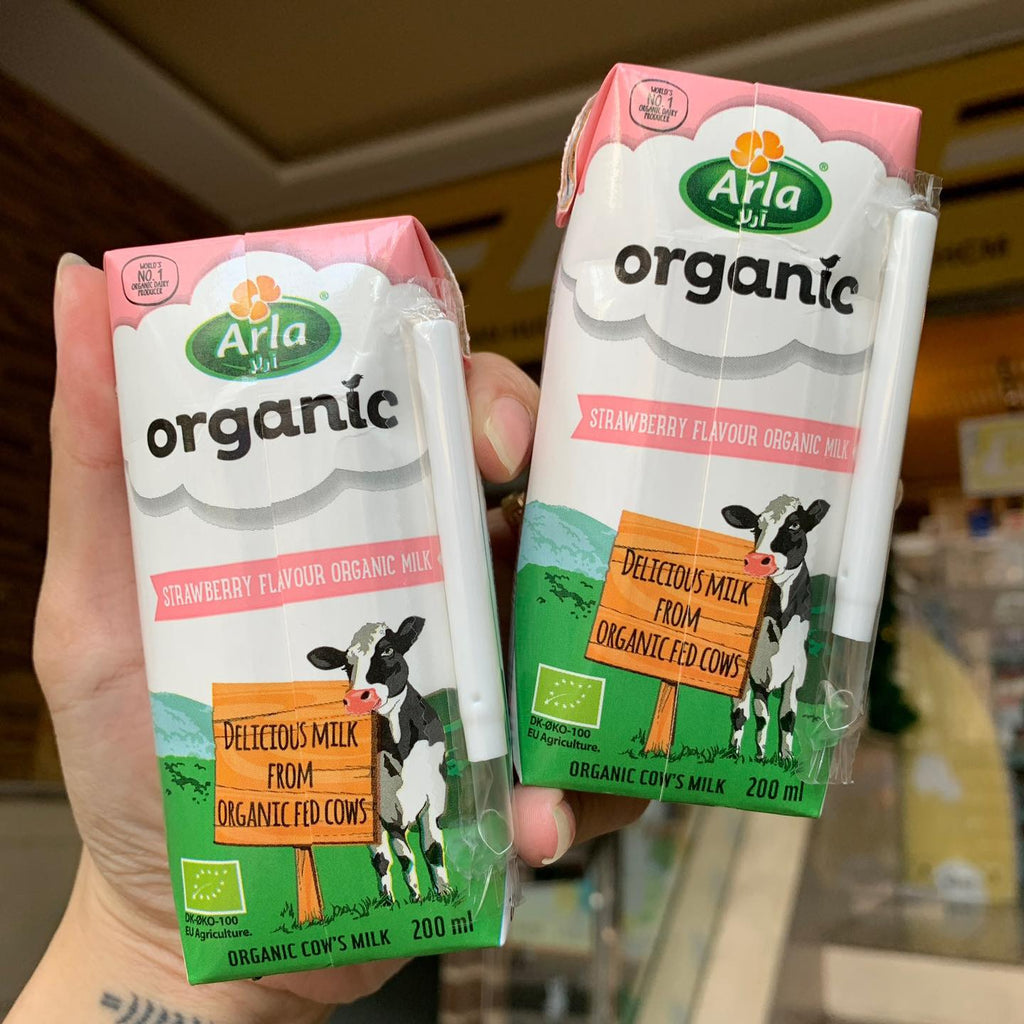 WORLD'S
NO. 1
ORGANIC DAIRY
PRODUCER
Arla
®
آرلا
organic
STRAWBERRY FLAVOUR ORGANIC MILK
DELICIOUS MILK
FROM
ORGANIC FED COWS
DK-ØKO-100
EU Agriculture.
ORGANIC COW'S MILK
200 ml
WORLD'S
NO. 1
ORGANIC DAIRY
PRODUCER
Arla
®
آرلا
organic
STRAWBERRY FLAVOUR ORGANIC MILK
DELICIOUS MILK
FROM
ORGANIC FED COWS
DK-ØKO-100
EU Agriculture.
ORGANIC COW'S MILK
200 ml